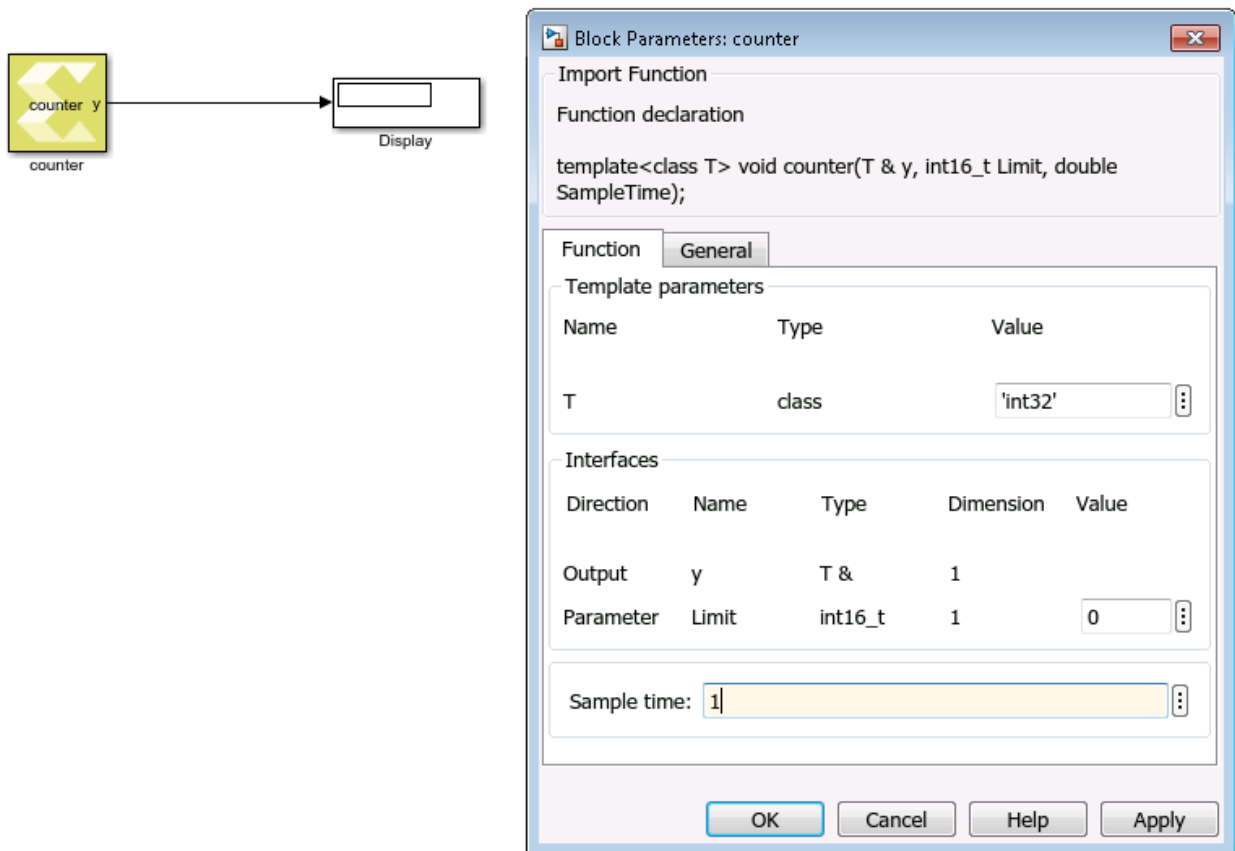 counter y
counter
Display
Block Parameters: counter
Import Function
Function declaration
template<class T> void counter(T & y, int16_t Limit, double
SampleTime);
Function General
Template parameters
Name Type Value
T class 'int32'
Interfaces
Direction Name Type Dimension Value
Output y T & 1
Parameter Limit int16_t 1 0
Sample time: 1
OK Cancel Help Apply